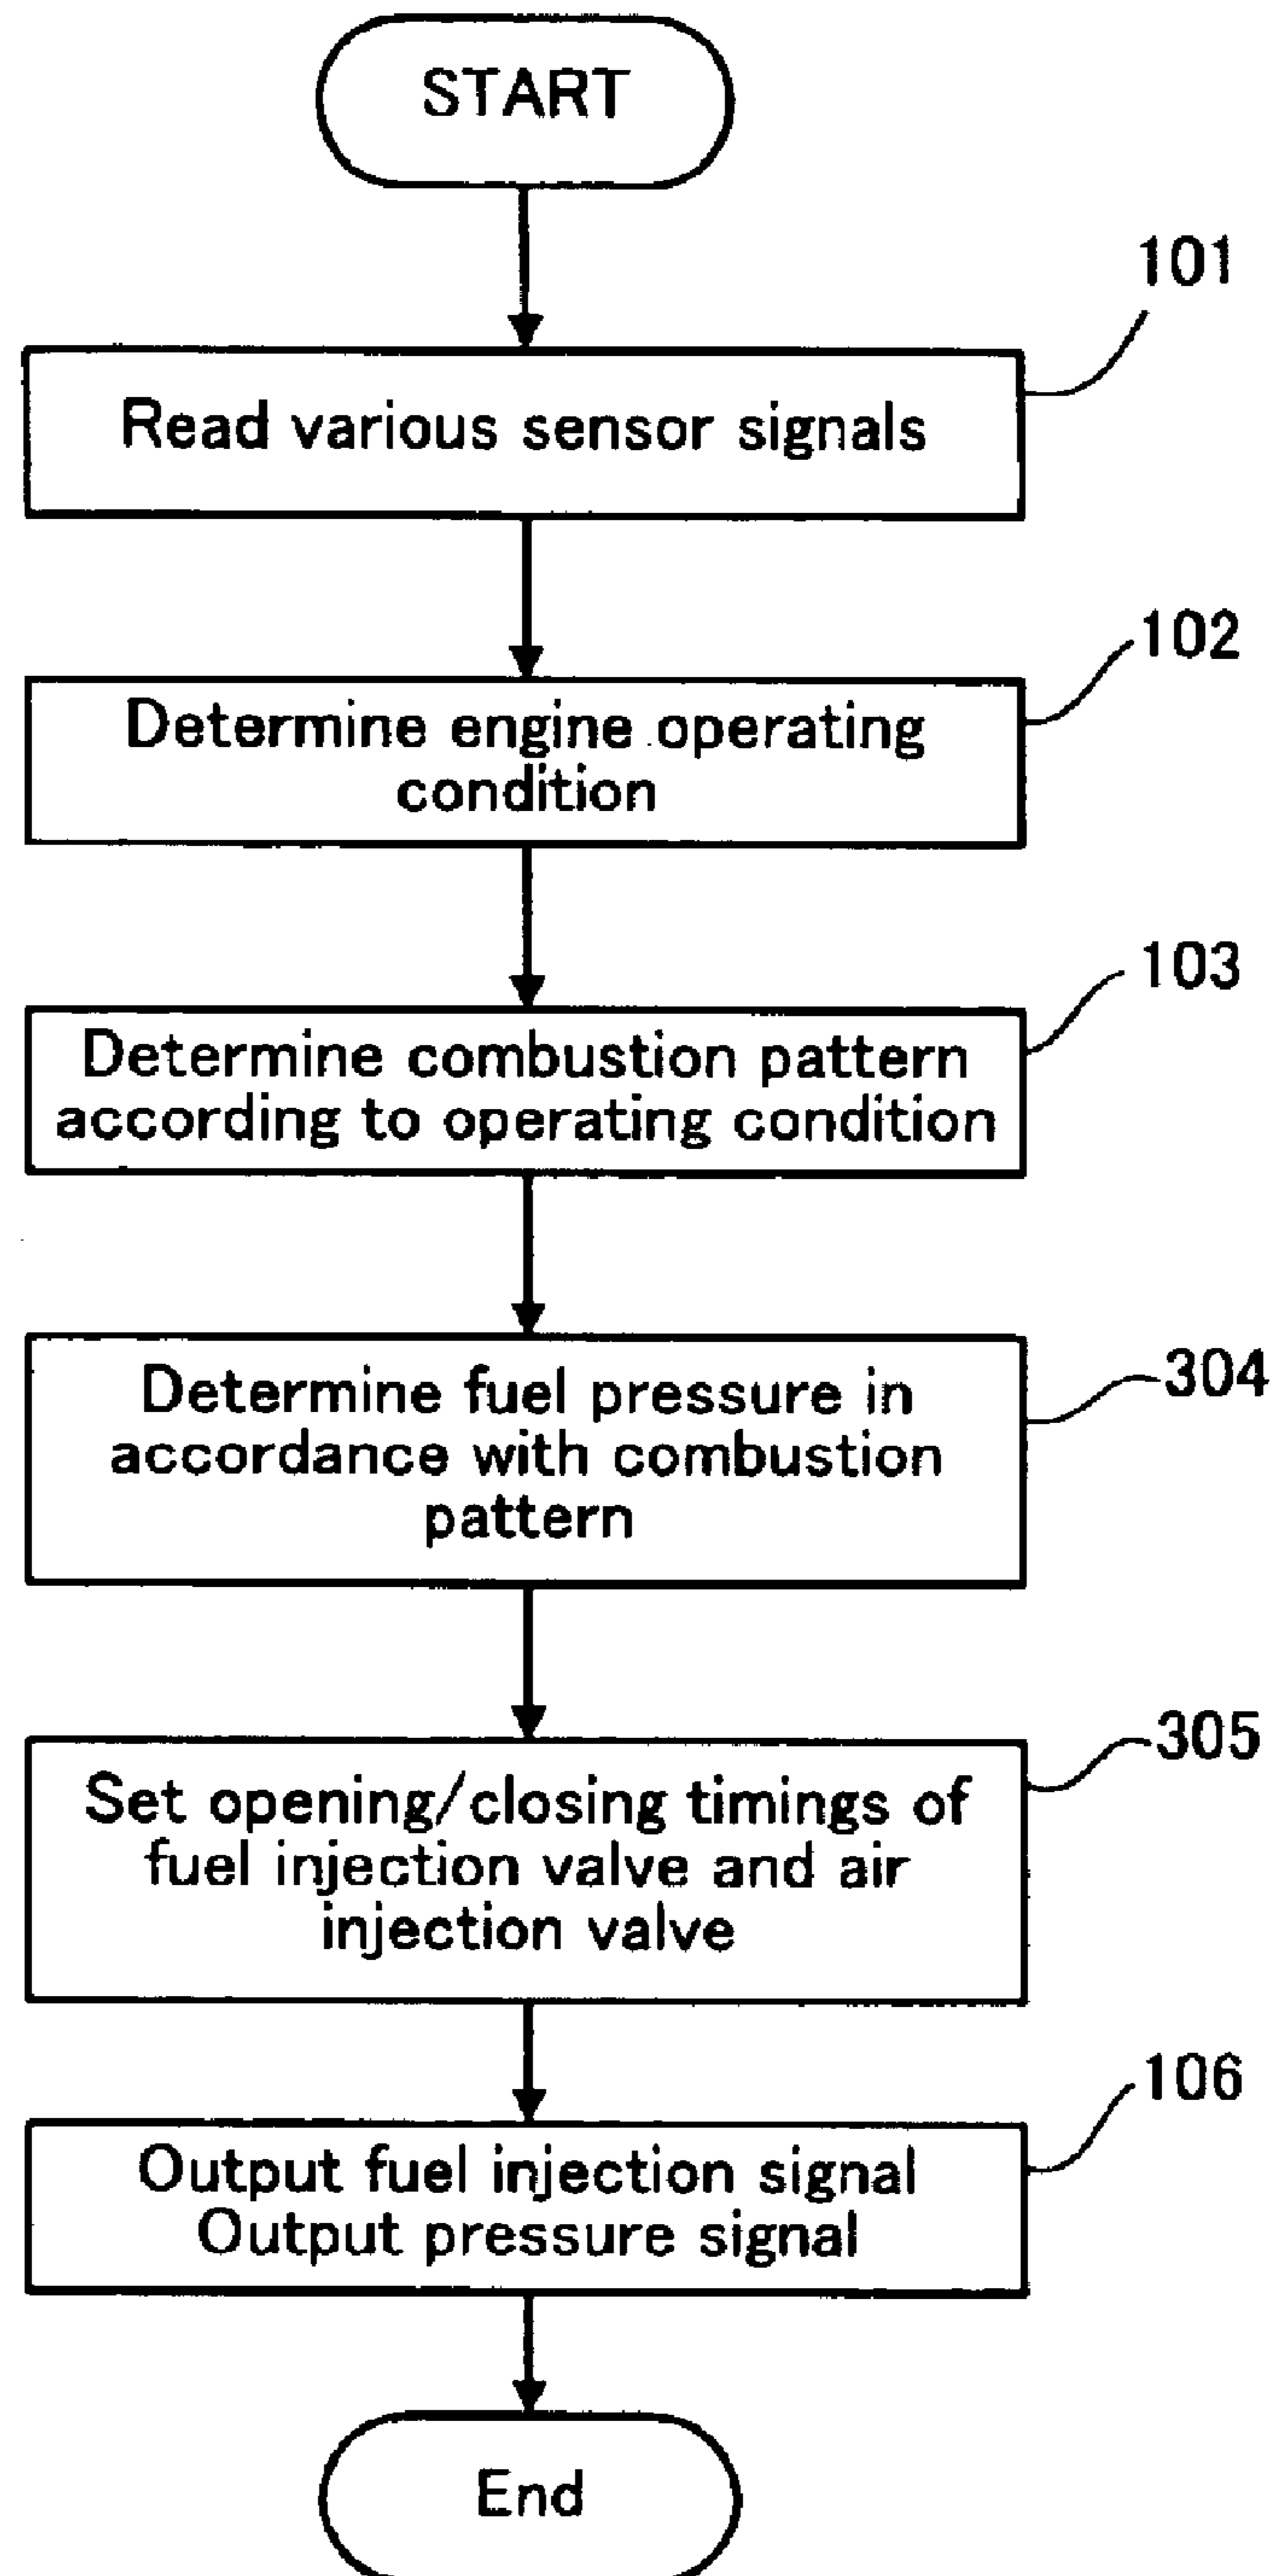 START
101
Read various sensor signals
102
Determine engine operating
condition
103
Determine combustion pattern
according to operating condition
304
Determine fuel pressure in
accordance with combustion
pattern
305
Set opening/closing timings of
fuel injection valve and air
injection valve
106
Output fuel injection signal
Output pressure signal
End